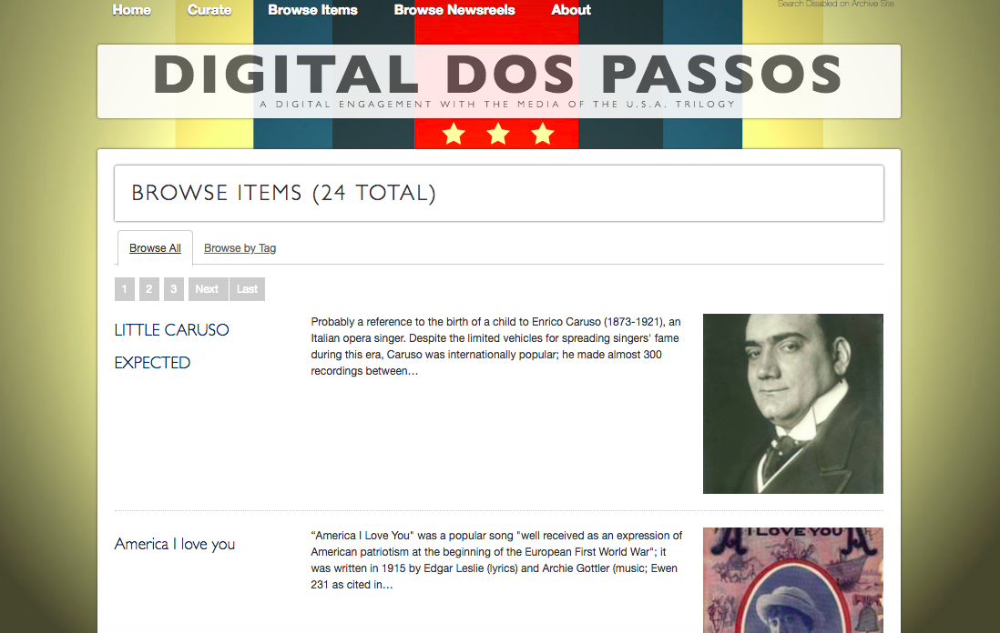 Home Curate Browse Items Browse Newsreels About
Search Disabled on Archive Site
DIGITAL DOS PASSOS
A DIGITAL ENGAGEMENT WITH THE MEDIA OF THE U.S.A. TRILOGY
BROWSE ITEMS (24 TOTAL)
Browse All Browse by Tag
1 2 3 Next Last
LITTLE CARUSO
EXPECTED
Probably a reference to the birth of a child to Enrico Caruso (1873-1921), an
Italian opera singer. Despite the limited vehicles for spreading singers' fame
during this era, Caruso was internationally popular; he made almost 300
recordings between…
America I love you
“America I Love You" was a popular song "well received as an expression of
American patriotism at the beginning of the European First World War"; it
was written in 1915 by Edgar Leslie (lyrics) and Archie Gottler (music; Ewen
231 as cited in…
I LOVE YOU